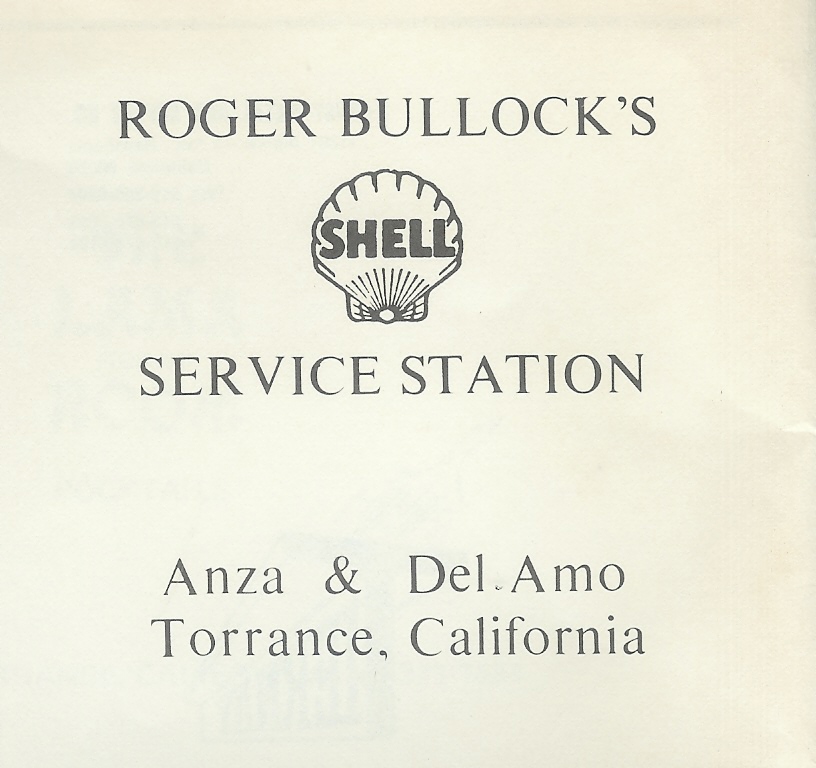 ROGER BULLOCK’S
SHELL
SERVICE STATION
Anza & Del Amo
Torrance, California